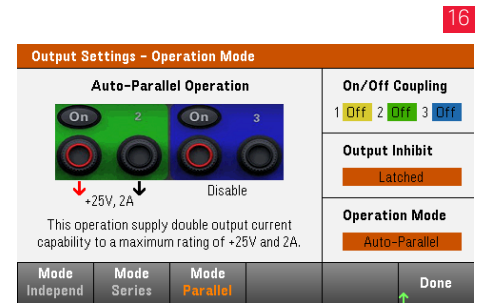 16
Output Settings - Operation Mode
Auto-Parallel Operation
On 2 On 3
+25V, 2A
Disable
This operation supply double output current
capability to a maximum rating of +25V and 2A.
On/Off Coupling
1 Off 2 Off 3 Off
Output Inhibit
Latched
Operation Mode
Auto-Parallel
Mode Independ
Mode Series
Mode Parallel
Done